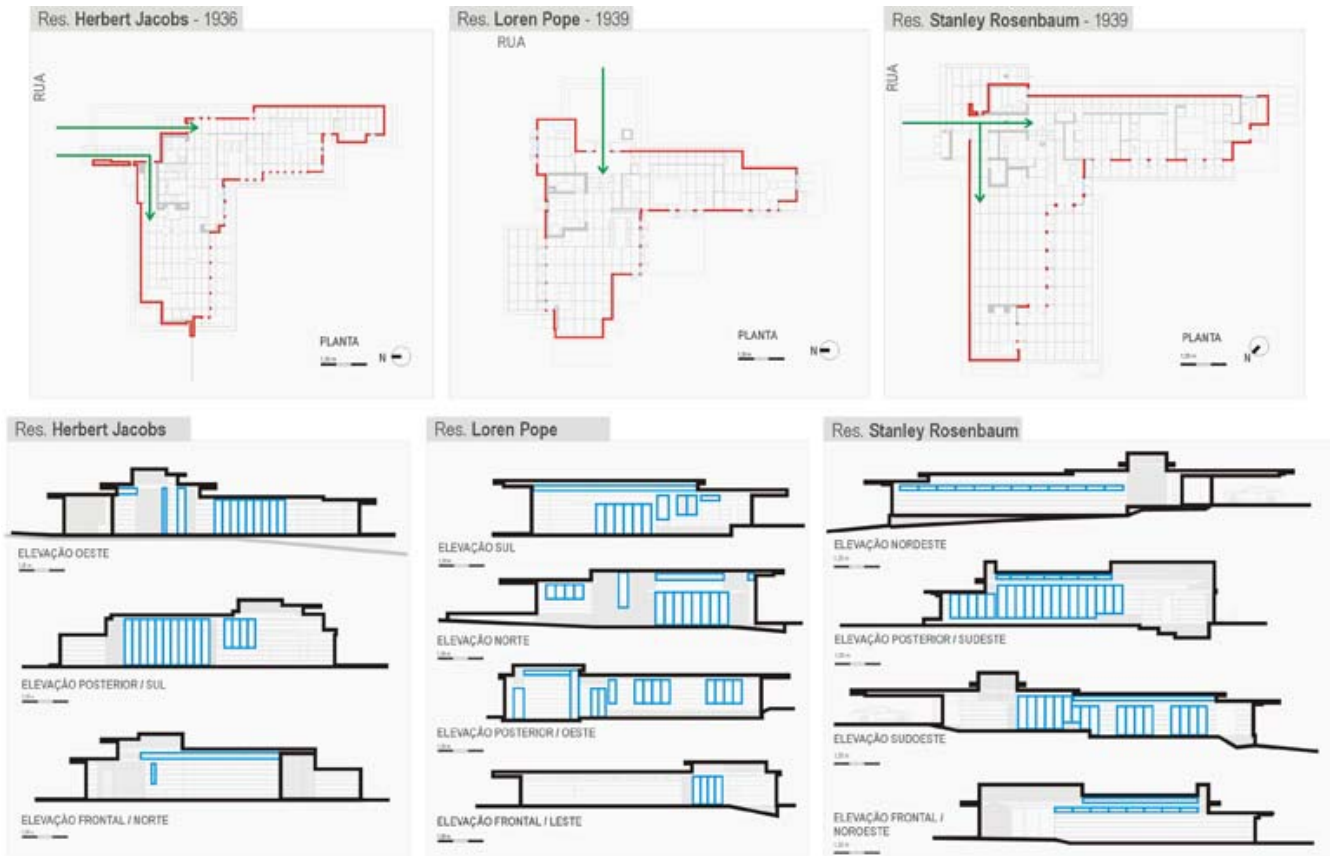 Res. Herbert Jacobs - 1936
RUA
PLANTA
N
Res. Loren Pope - 1939
RUA
PLANTA
N
Res. Stanley Rosenbaum - 1939
RUA
PLANTA
N
Res. Herbert Jacobs
ELEVAÇÃO OESTE
ELEVAÇÃO POSTERIOR / SUL
ELEVAÇÃO FRONTAL / NORTE
Res. Loren Pope
ELEVAÇÃO SUL
ELEVAÇÃO NORTE
ELEVAÇÃO POSTERIOR / OESTE
ELEVAÇÃO FRONTAL / LESTE
Res. Stanley Rosenbaum
ELEVAÇÃO NORDESTE
ELEVAÇÃO POSTERIOR / SUDESTE
ELEVAÇÃO SUDOESTE
ELEVAÇÃO FRONTAL /
NOROESTE